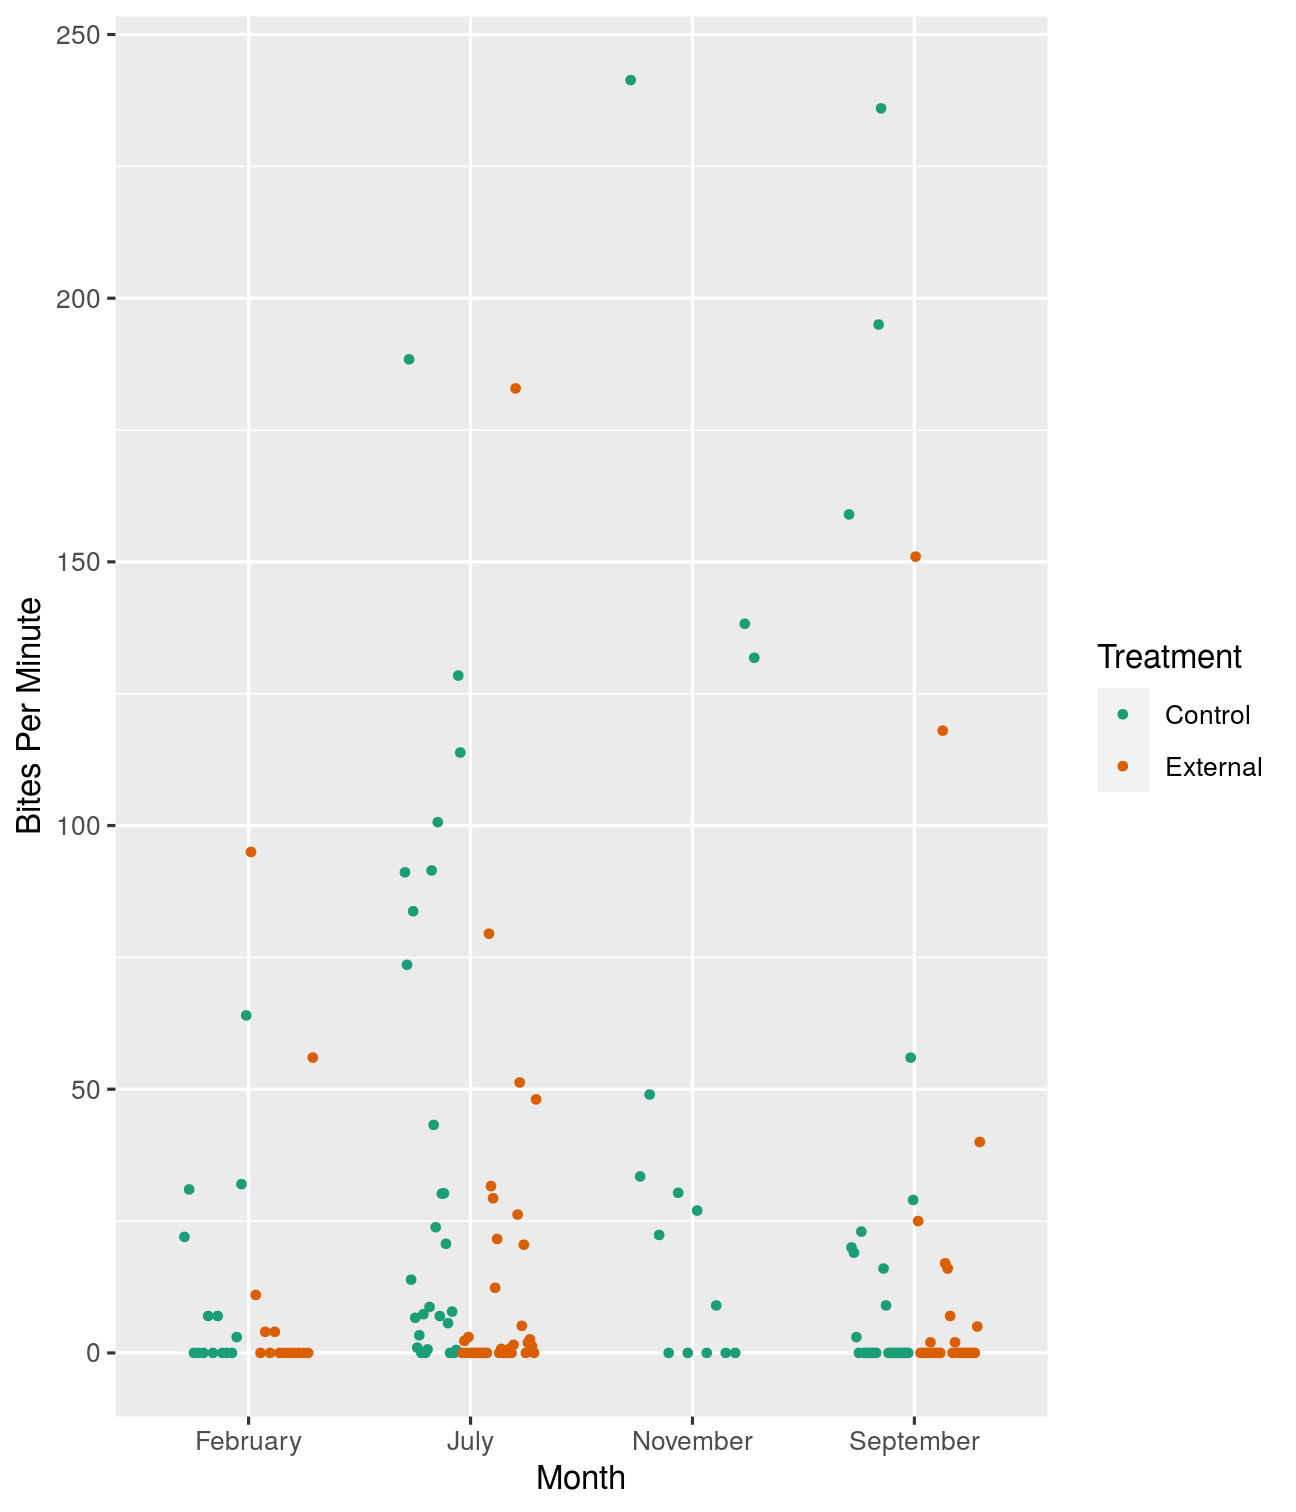 250
200
150
100
50
0
Bites Per Minute
February July November September
Month
Treatment
Control
External